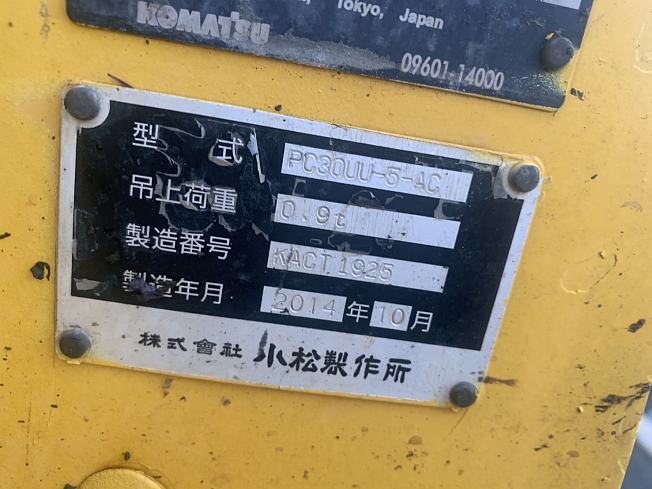 Tokyo, Japan
KOMATSU
09601-14000
型 式 PC30UU-5-AC
吊上荷重 0.9t
製造番号 KACT1925
製造年月 2014年10月
株式會社 小松製作所